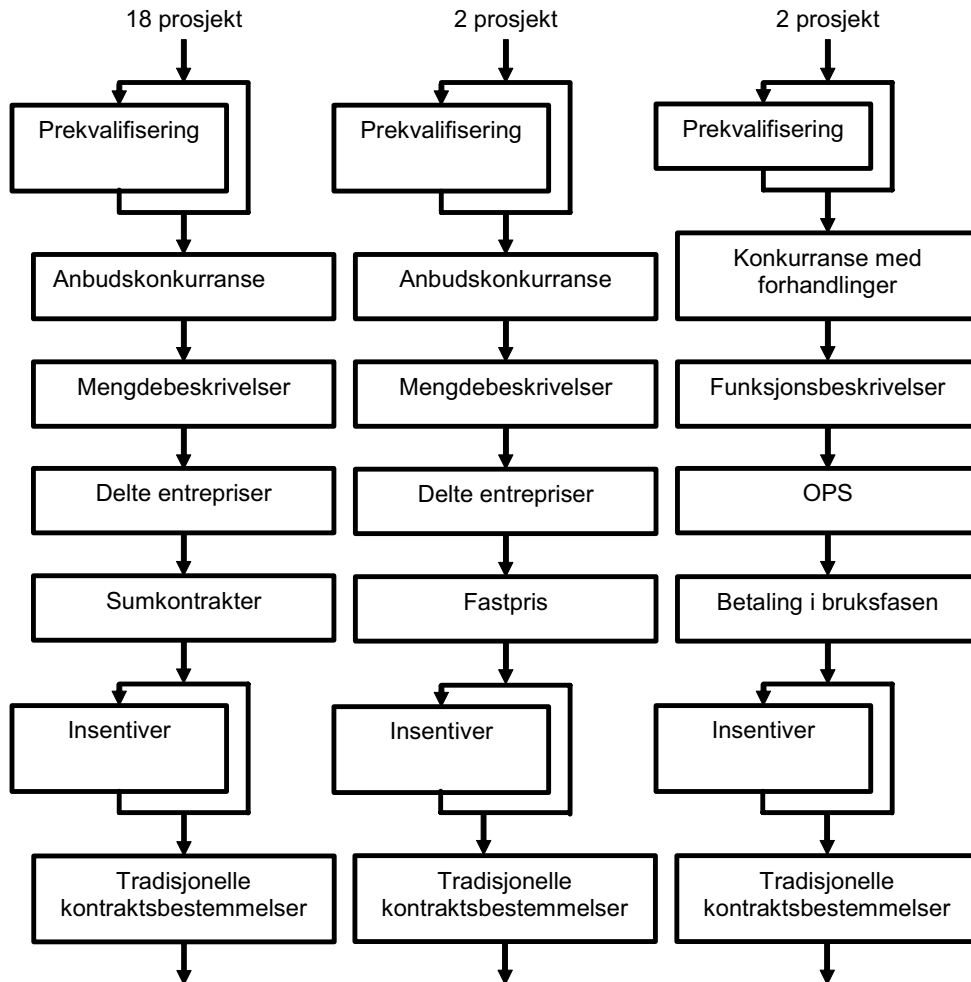 18 prosjekt
Prekvalifisering
Anbudskonkurranse
Mengdebeskrivelser
Delte entrepriser
Sumkontrakter
Insentiver
Tradisjonelle
kontraktsbestemmelser
2 prosjekt
Prekvalifisering
Anbudskonkurranse
Mengdebeskrivelser
Delte entrepriser
Fastpris
Insentiver
Tradisjonelle
kontraktsbestemmelser
2 prosjekt
Prekvalifisering
Konkurranse med
forhandlinger
Funksjonsbeskrivelser
OPS
Betaling i bruksfasen
Insentiver
Tradisjonelle
kontraktsbestemmelser